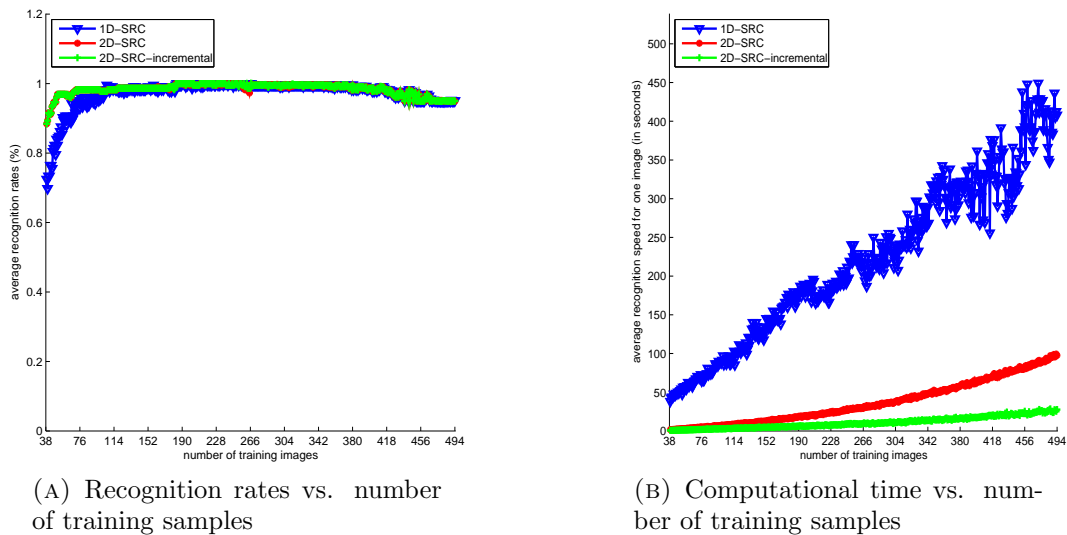 1D−SRC
2D−SRC
2D−SRC−incremental
1.2
1
0.8
0.6
0.4
0.2
0
average recognition rates (%)
38 76 114 152 190 228 266 304 342 380 418 456 494
number of training images
(A) Recognition rates vs. number
of training samples
1D−SRC
2D−SRC
2D−SRC−incremental
500
450
400
350
300
250
200
150
100
50
0
average recognition speed for one image (in seconds)
38 76 114 152 190 228 266 304 342 380 418 456 494
number of training images
(B) Computational time vs. num-
ber of training samples